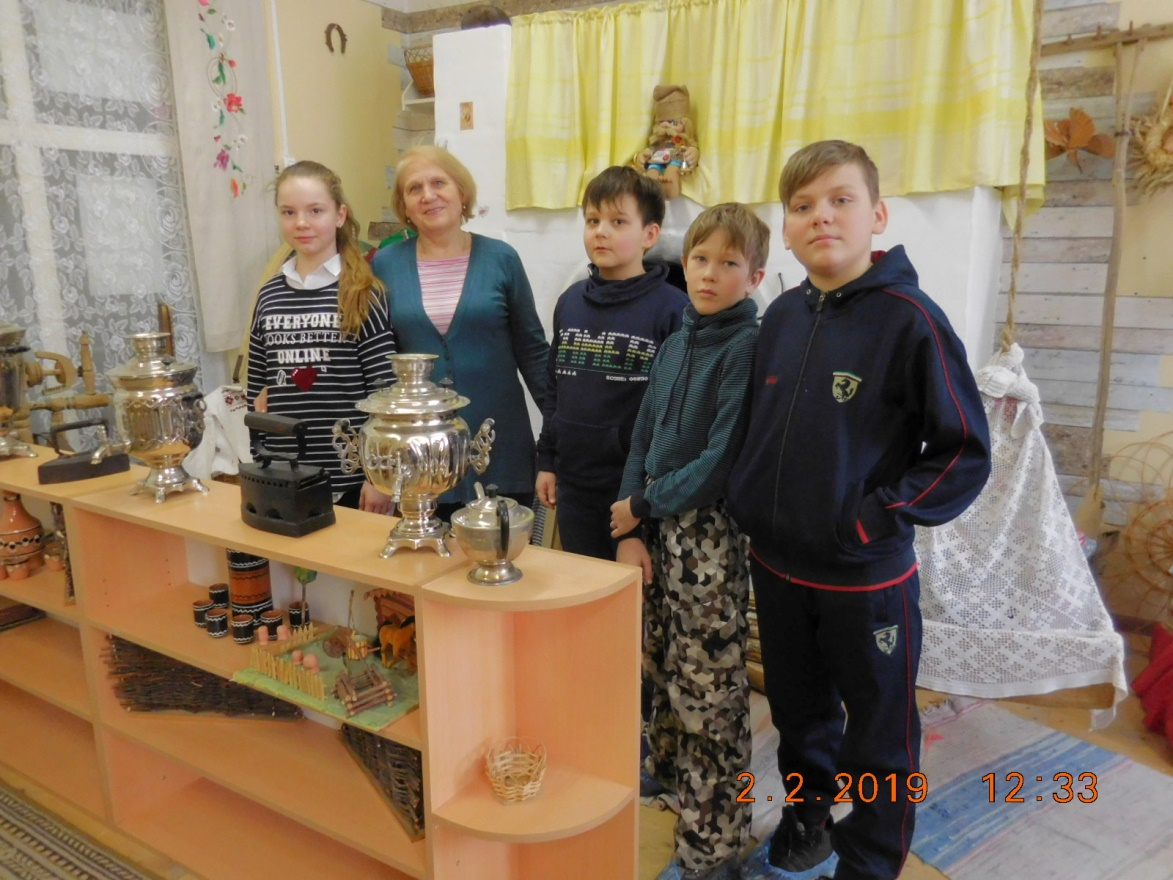 EVERYONE
LOOKS BETTER
ONLINE
2.2.2019 12:33